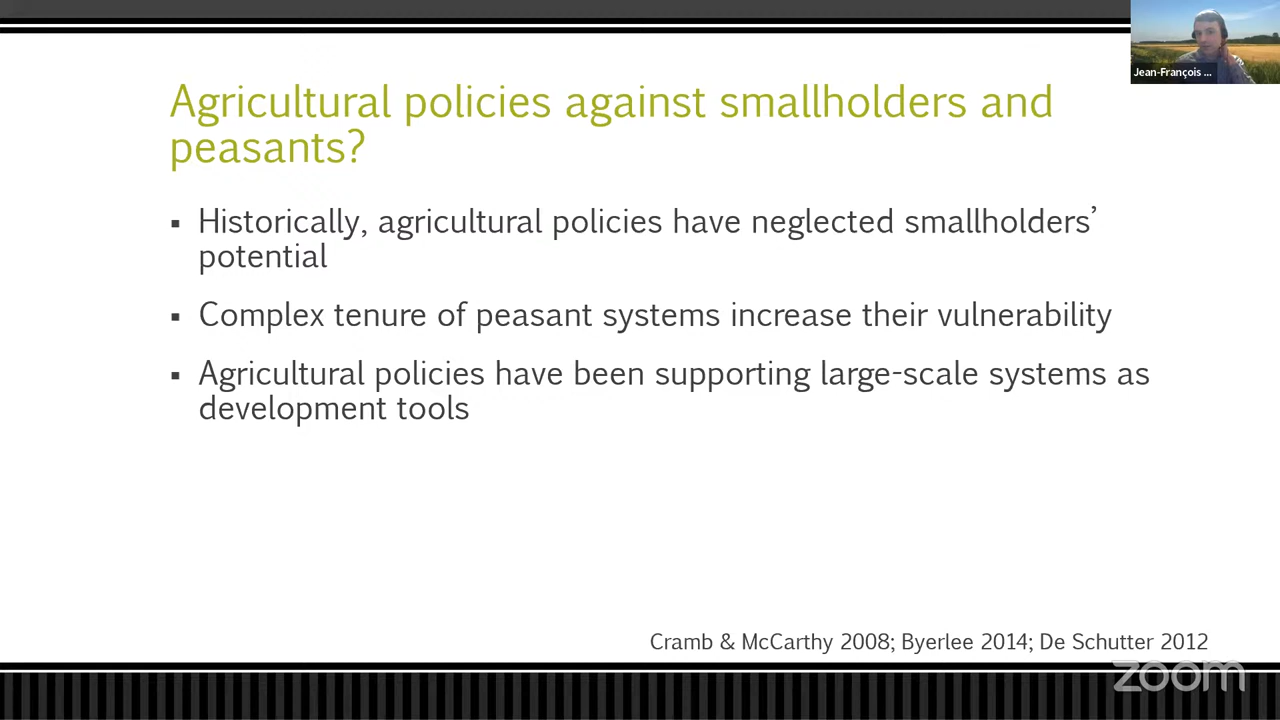 Jean-François ...
Agricultural policies against smallholders and
peasants?
▪ Historically, agricultural policies have neglected smallholders’
potential
▪ Complex tenure of peasant systems increase their vulnerability
▪ Agricultural policies have been supporting large-scale systems as
development tools
Cramb & McCarthy 2008; Byerlee 2014; De Schutter 2012
zoom